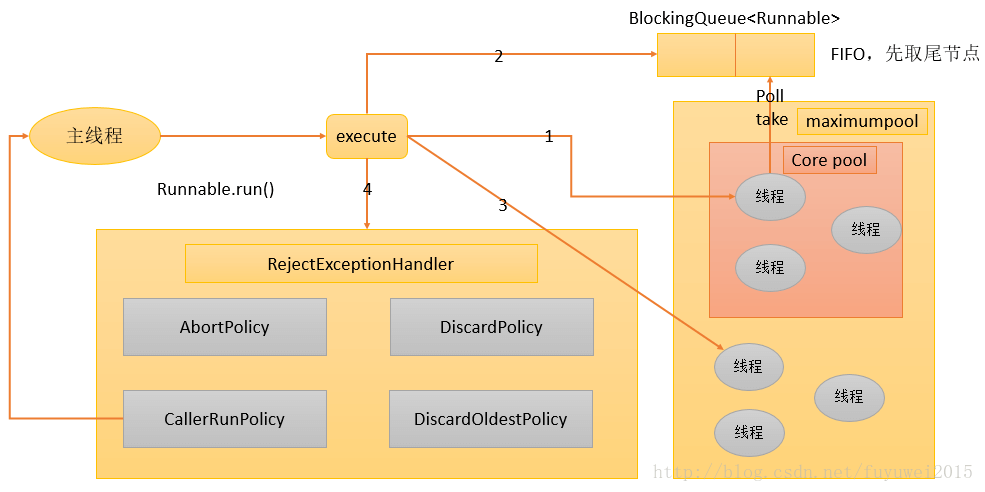 BlockingQueue<Runnable>
FIFO，先取尾节点
2
Poll
take
maximumpool
主线程
execute
1
Core pool
线程
线程
线程
Runnable.run()
4
3
RejectExceptionHandler
AbortPolicy
DiscardPolicy
CallerRunPolicy
DiscardOldestPolicy
线程
线程
线程
http://blog.csdn.net/fuyuwei2015